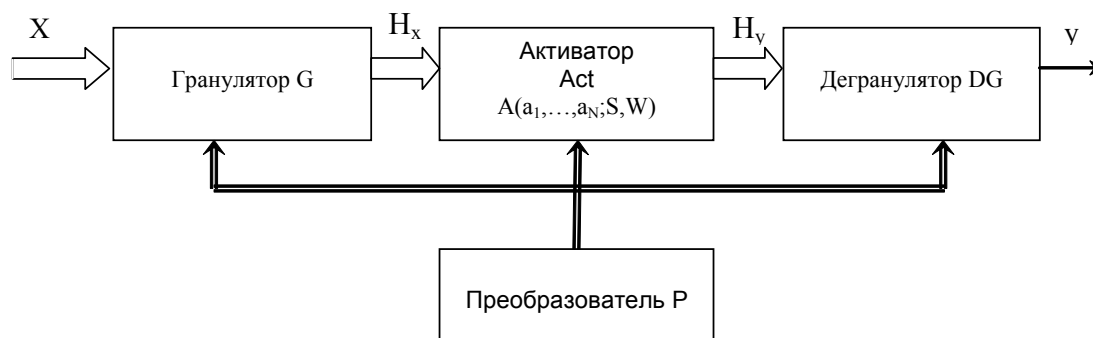 X
Гранулятор G
Hx
Активатор
Act
A(a1,…,aN;S,W)
Hy
Дегранулятор DG
y
Преобразователь P